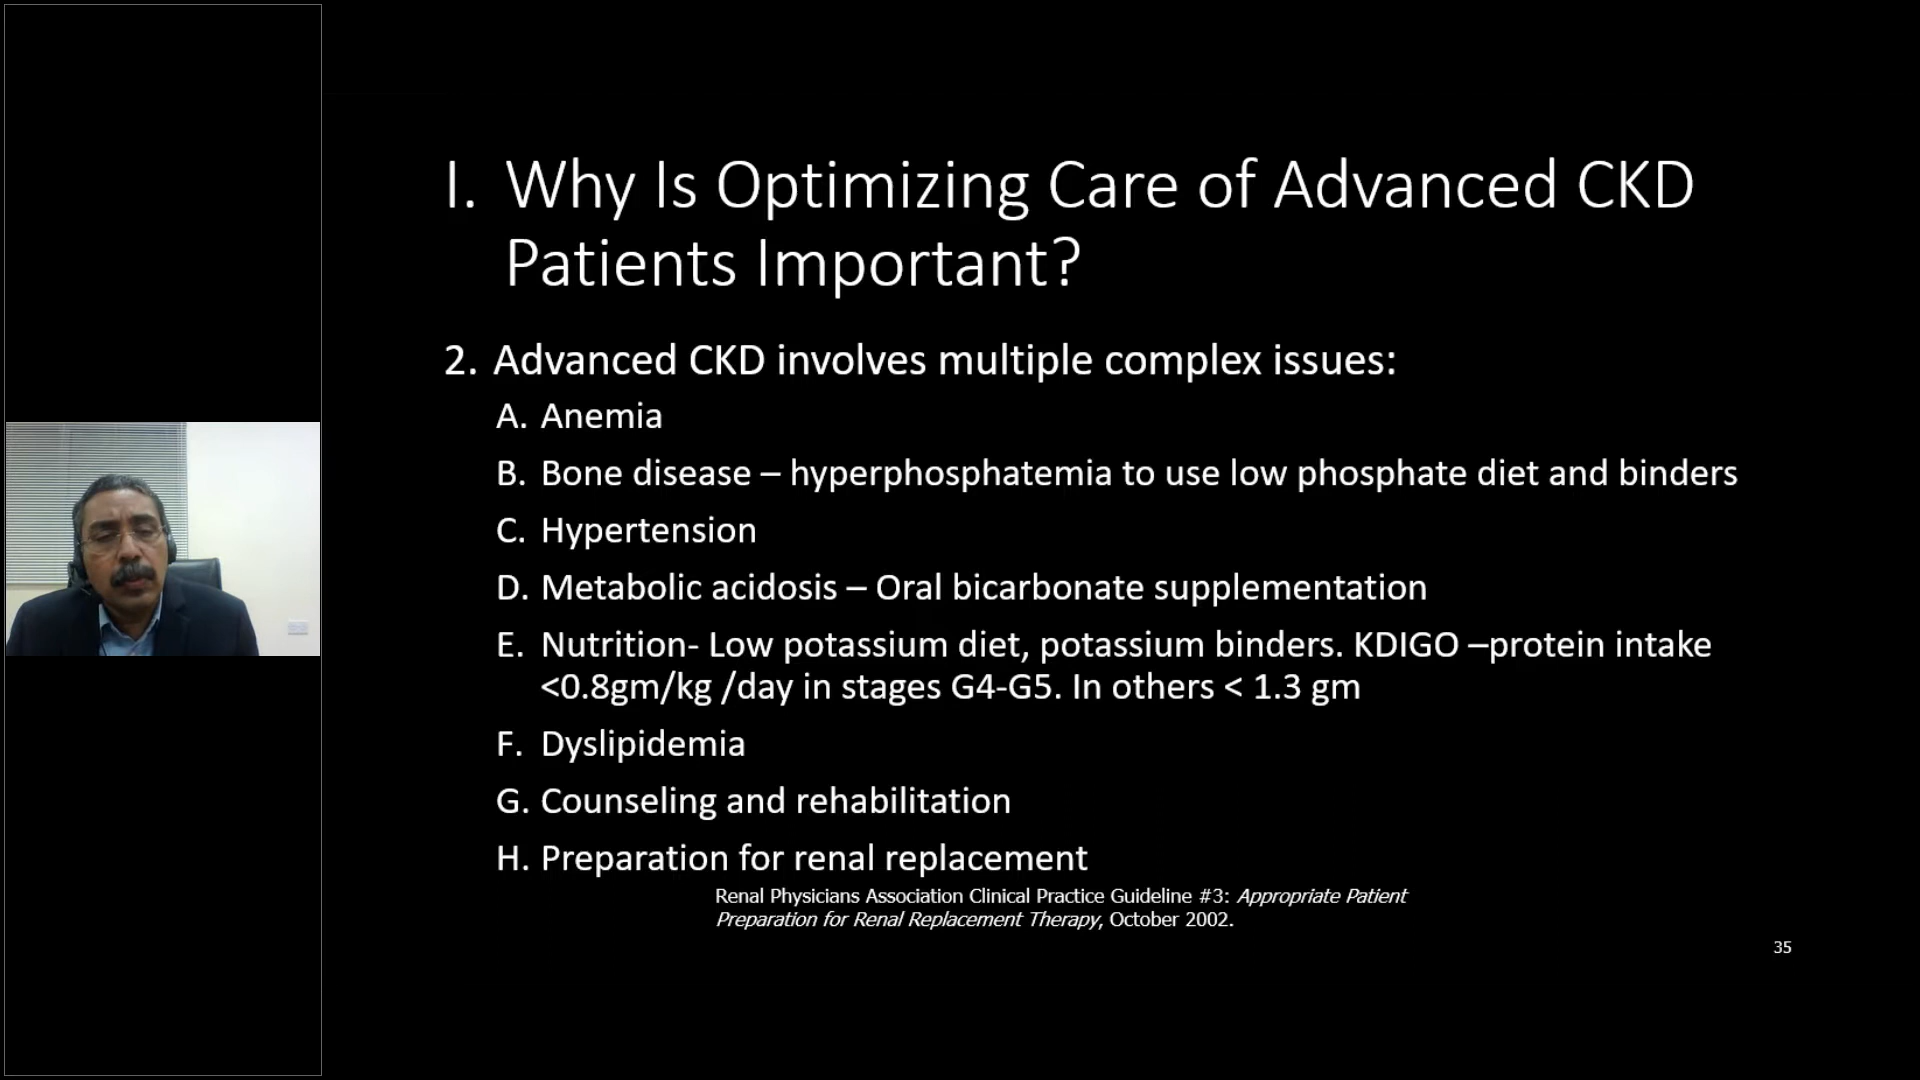 I. Why Is Optimizing Care of Advanced CKD
Patients Important?
2. Advanced CKD involves multiple complex issues:
A. Anemia
B. Bone disease – hyperphosphatemia to use low phosphate diet and binders
C. Hypertension
D. Metabolic acidosis – Oral bicarbonate supplementation
E. Nutrition- Low potassium diet, potassium binders. KDIGO –protein intake
<0.8gm/kg /day in stages G4-G5. In others < 1.3 gm
F. Dyslipidemia
G. Counseling and rehabilitation
H. Preparation for renal replacement
Renal Physicians Association Clinical Practice Guideline #3: Appropriate Patient
Preparation for Renal Replacement Therapy, October 2002.
35